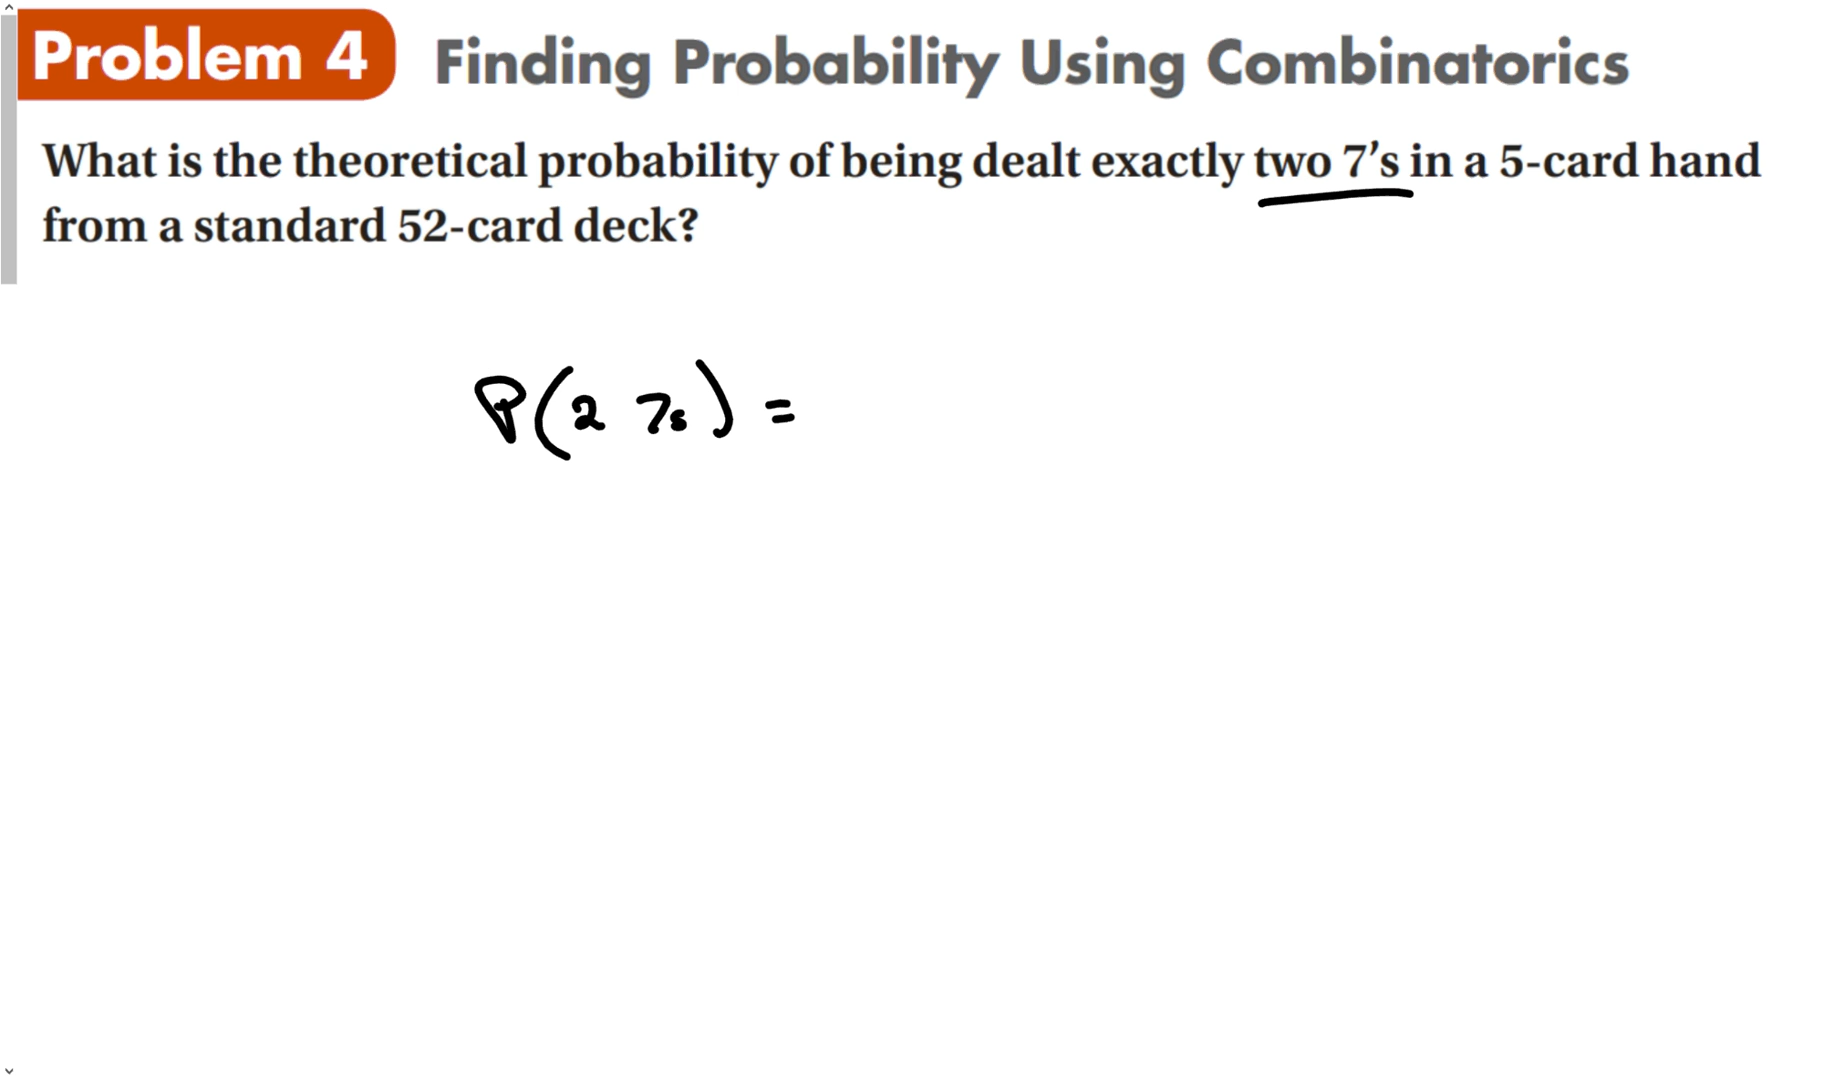 Problem 4 Finding Probability Using Combinatorics
What is the theoretical probability of being dealt exactly two 7’s in a 5-card hand
from a standard 52-card deck?
P(2 7s) =